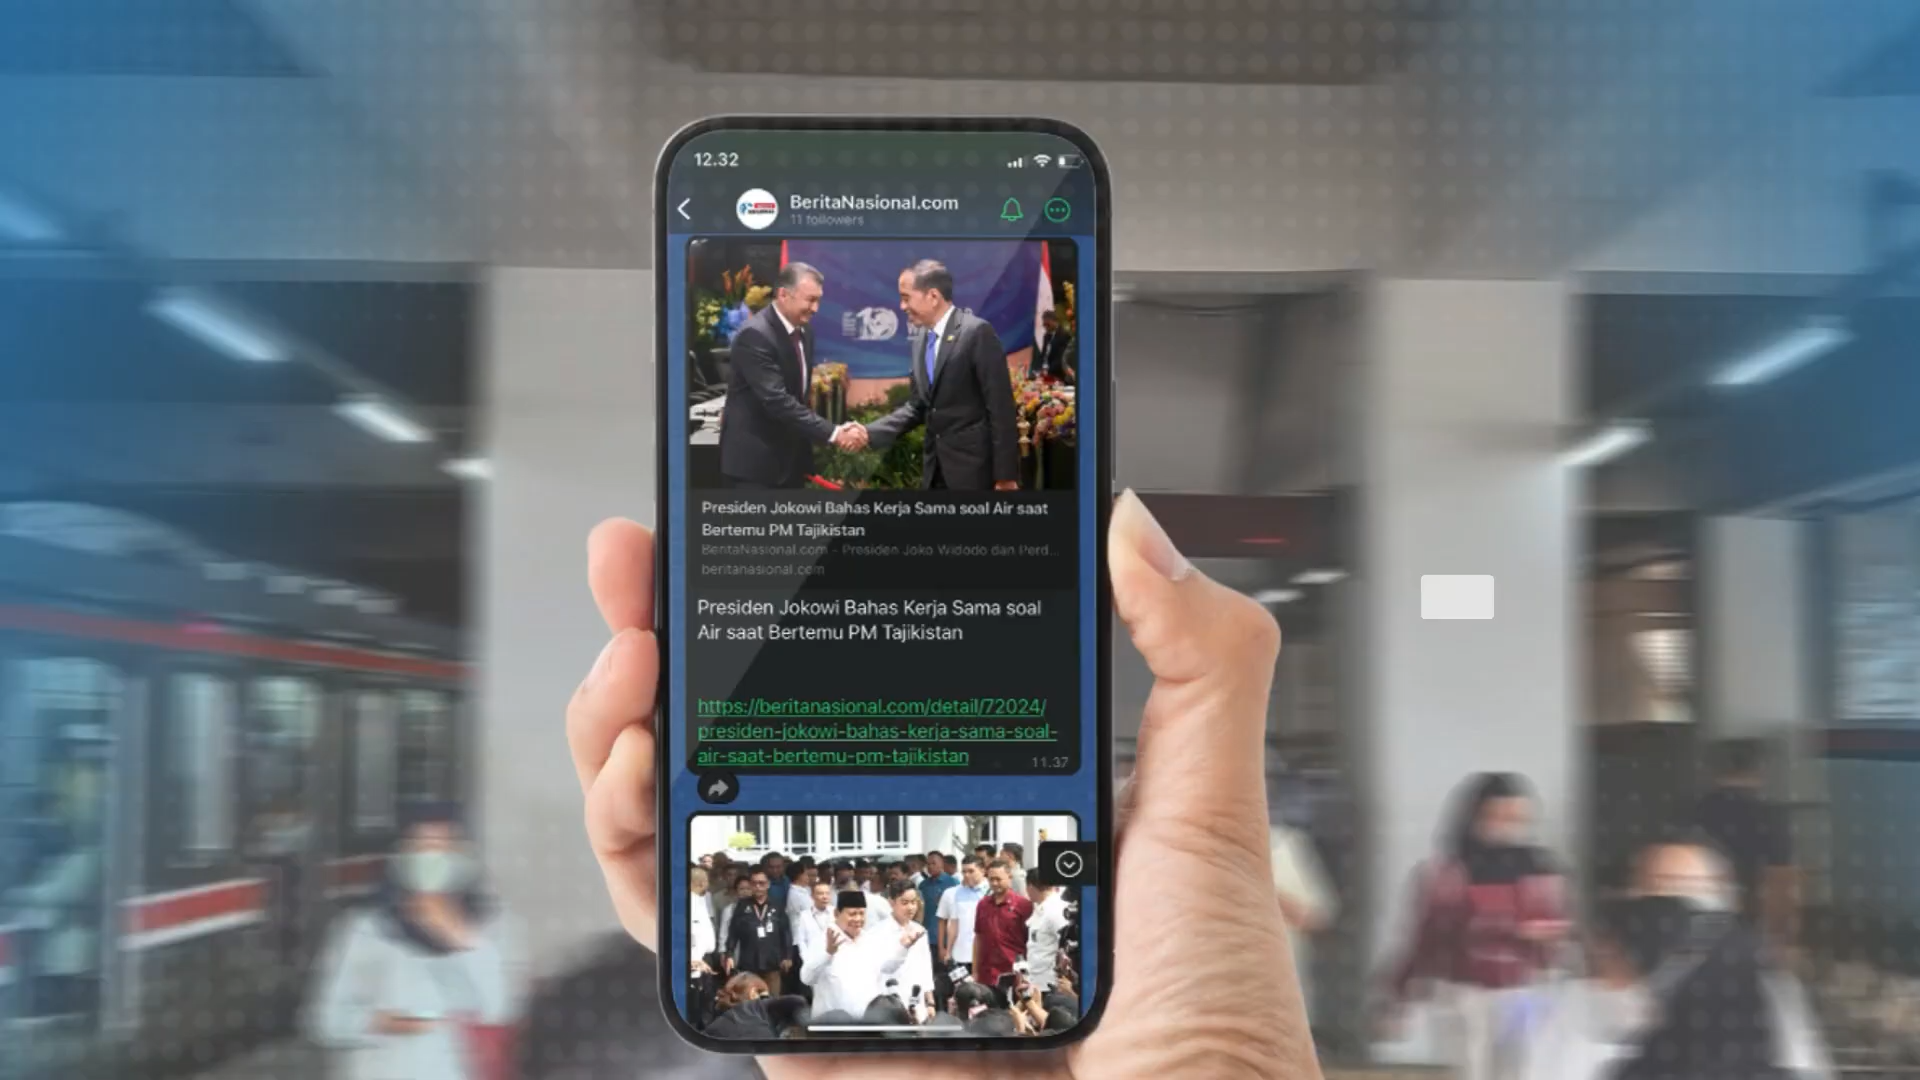 12.32
BeritaNasional.com
11 followers
10
Presiden Jokowi Bahas Kerja Sama soal Air saat
Bertemu PM Tajikistan
BeritaNasional.com - Presiden Joko Widodo dan Perd...
beritanasional.com
Presiden Jokowi Bahas Kerja Sama soal
Air saat Bertemu PM Tajikistan
https://beritanasional.com/detail/72024/
presiden-jokowi-bahas-kerja-sama-soal-
air-saat-bertemu-pm-tajikistan
11.37